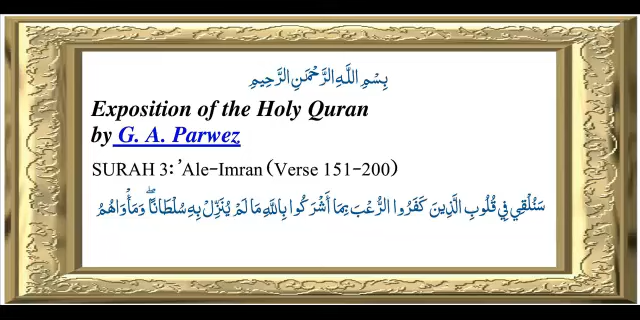 بِسْمِ اللَّهِ الرَّحْمَٰنِ الرَّحِيمِ
Exposition of the Holy Quran
by G. A. Parwez
SURAH 3: ’Ale-Imran (Verse 151-200)
سَنُلْقِي فِي قُلُوبِ الَّذِينَ كَفَرُوا الرُّعْبَ بِمَا أَشْرَكُوا بِاللَّهِ مَا لَمْ يُنَزِّلْ بِهِ سُلْطَانًا ۖ وَمَأْوَاهُمُ